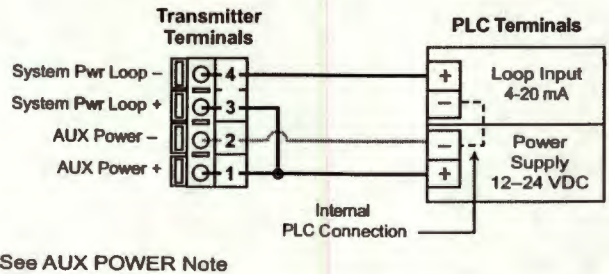 Transmitter
Terminals
PLC Terminals
System Pwr Loop –
4
+
Loop Input
4-20 mA
System Pwr Loop +
3
–
AUX Power –
2
–
Power
Supply
12–24 VDC
AUX Power +
1
+
Internal
PLC Connection
See AUX POWER Note